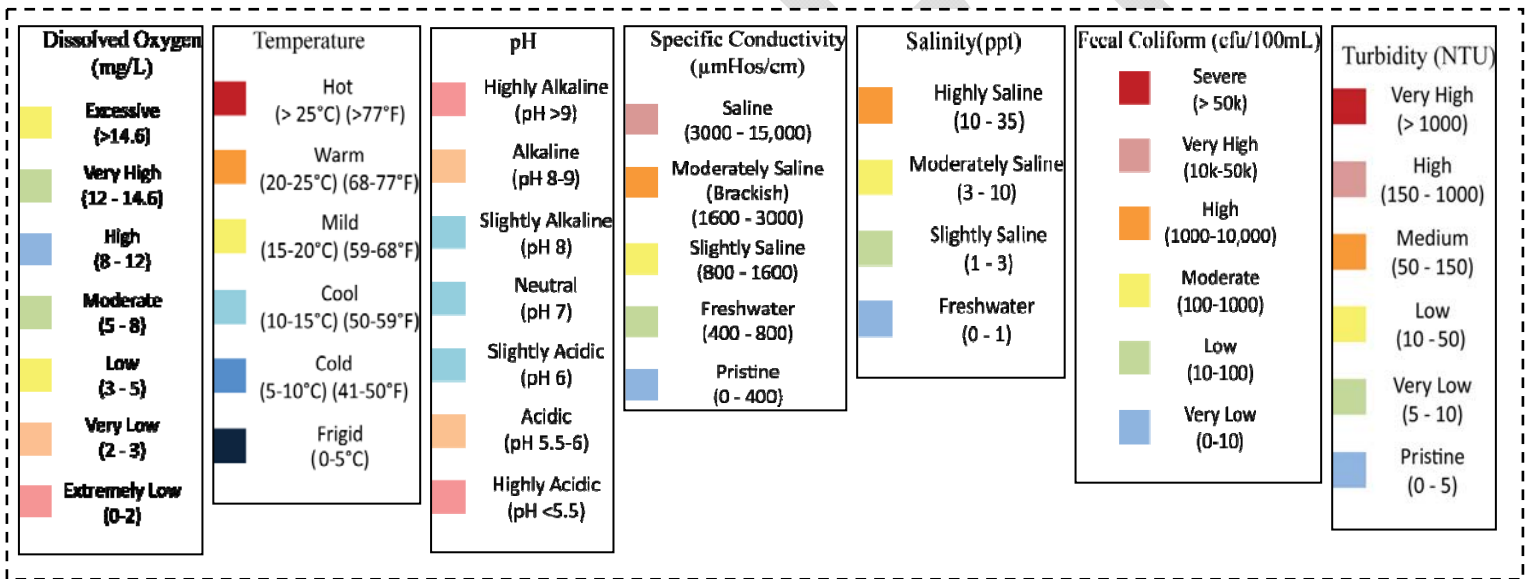 Dissolved Oxygen
(mg/L)
Excessive
(>14.6)
Very High
(12 - 14.6)
High
(8 - 12)
Moderate
(5 - 8)
Low
(3 - 5)
Very Low
(2 - 3)
Extremely Low
(0-2)
Temperature
Hot
(> 25°C) (>77°F)
Warm
(20-25°C) (68-77°F)
Mild
(15-20°C) (59-68°F)
Cool
(10-15°C) (50-59°F)
Cold
(5-10°C) (41-50°F)
Frigid
(0-5°C)
pH
Highly Alkaline
(pH >9)
Alkaline
(pH 8-9)
Slightly Alkaline
(pH 8)
Neutral
(pH 7)
Slightly Acidic
(pH 6)
Acidic
(pH 5.5-6)
Highly Acidic
(pH <5.5)
Specific Conductivity
(µmHos/cm)
Saline
(3000 - 15,000)
Moderately Saline
(Brackish)
(1600 - 3000)
Slightly Saline
(800 - 1600)
Freshwater
(400 - 800)
Pristine
(0 - 400)
Salinity(ppt)
Highly Saline
(10 - 35)
Moderately Saline
(3 - 10)
Slightly Saline
(1 - 3)
Freshwater
(0 - 1)
Fecal Coliform (cfu/100mL)
Severe
(> 50k)
Very High
(10k-50k)
High
(1000-10,000)
Moderate
(100-1000)
Low
(10-100)
Very Low
(0-10)
Turbidity (NTU)
Very High
(> 1000)
High
(150 - 1000)
Medium
(50 - 150)
Low
(10 - 50)
Very Low
(5 - 10)
Pristine
(0 - 5)